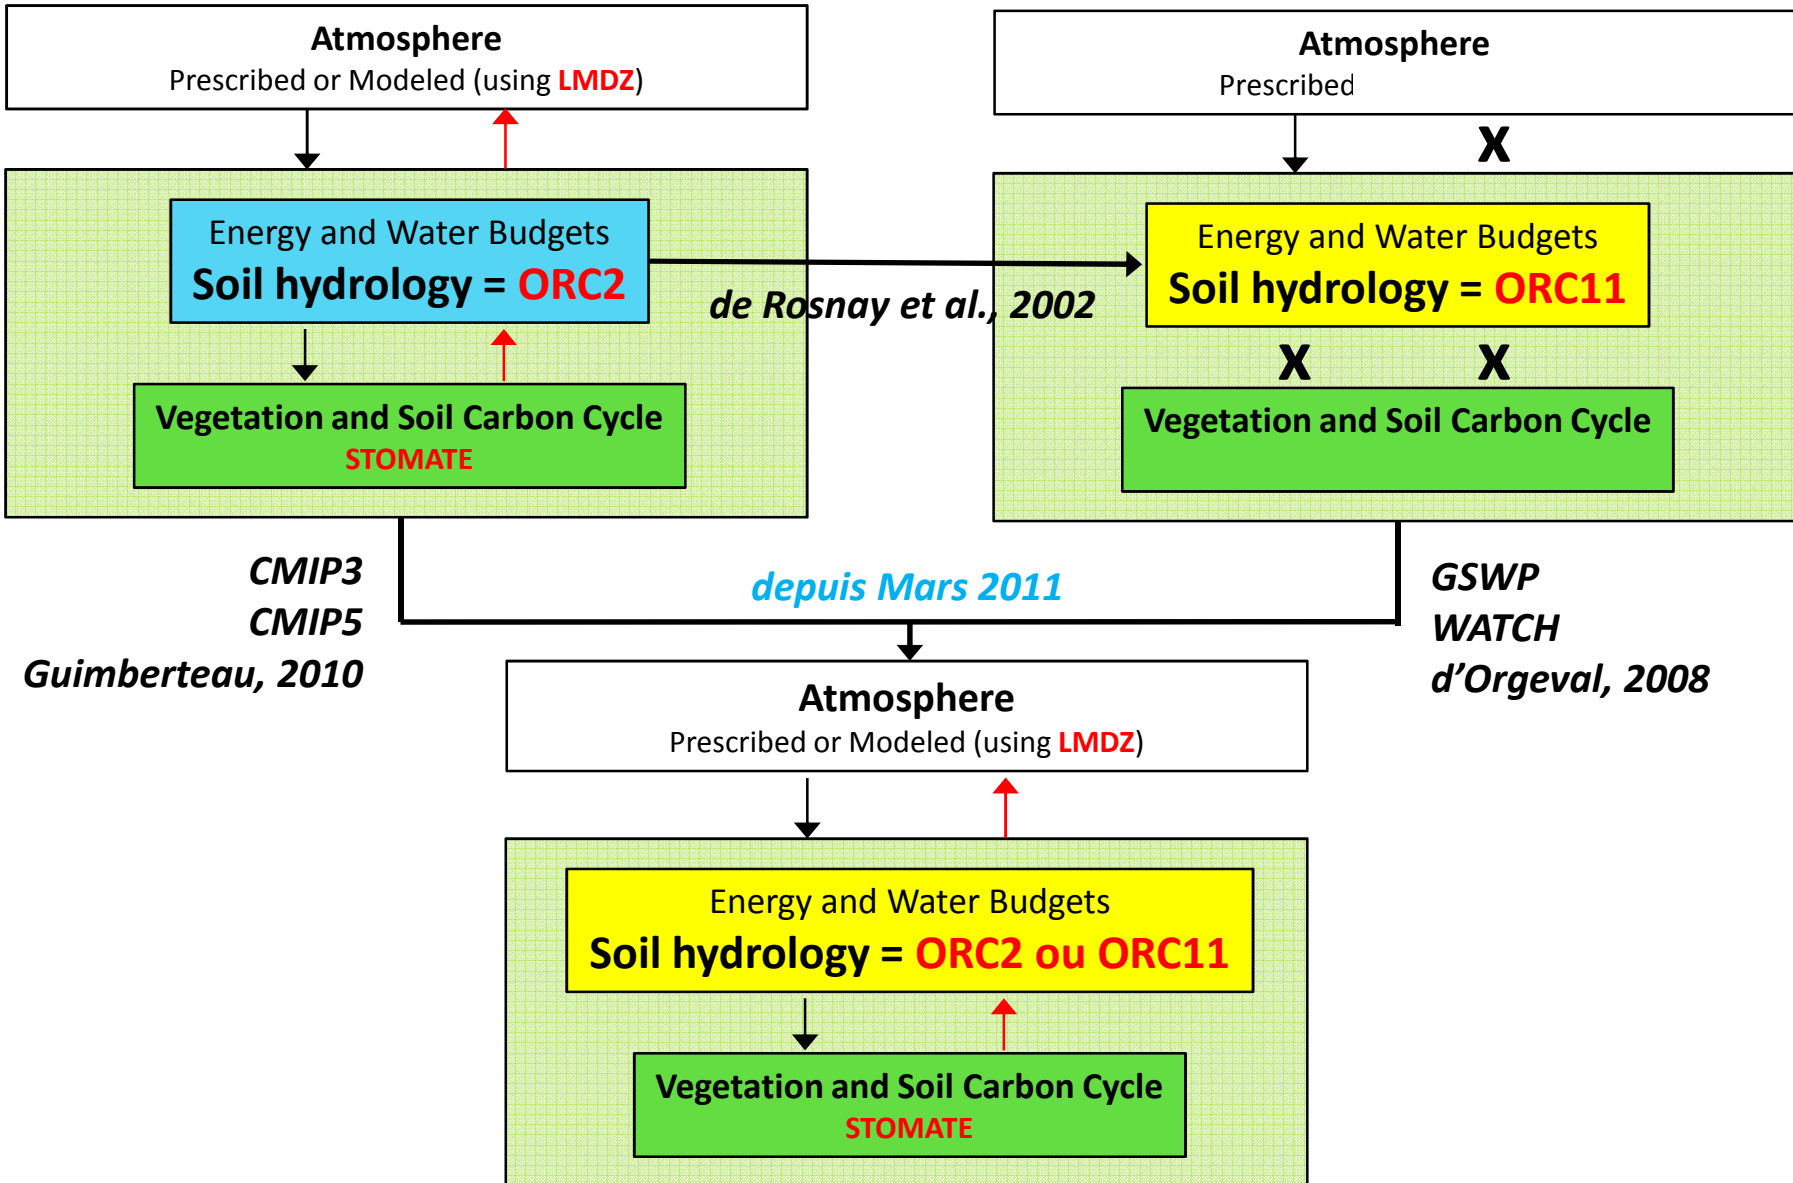 Atmosphere
Prescribed or Modeled (using LMDZ)
Energy and Water Budgets
Soil hydrology = ORC2
Vegetation and Soil Carbon Cycle
STOMATE
de Rosnay et al., 2002
Atmosphere
Prescribed
X
Energy and Water Budgets
Soil hydrology = ORC11
X X
Vegetation and Soil Carbon Cycle
CMIP3
CMIP5
Guimberteau, 2010
depuis Mars 2011
GSWP
WATCH
d’Orgeval, 2008
Atmosphere
Prescribed or Modeled (using LMDZ)
Energy and Water Budgets
Soil hydrology = ORC2 ou ORC11
Vegetation and Soil Carbon Cycle
STOMATE